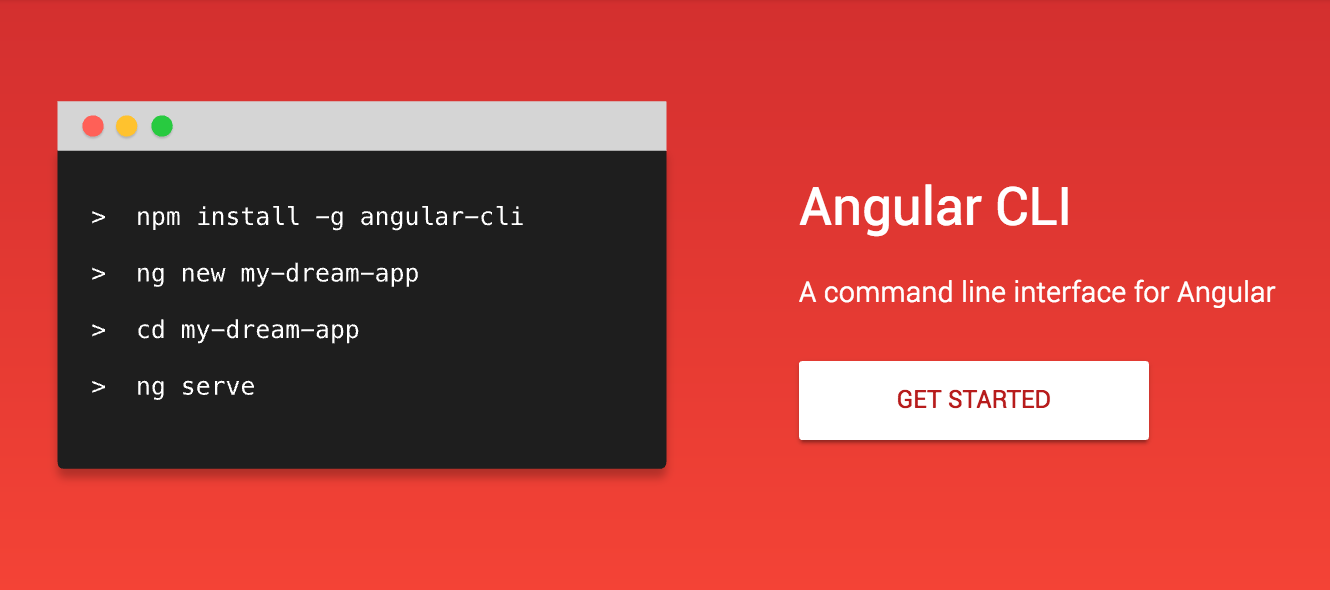 > npm install -g angular-cli
> ng new my-dream-app
> cd my-dream-app
> ng serve
Angular CLI
A command line interface for Angular
GET STARTED